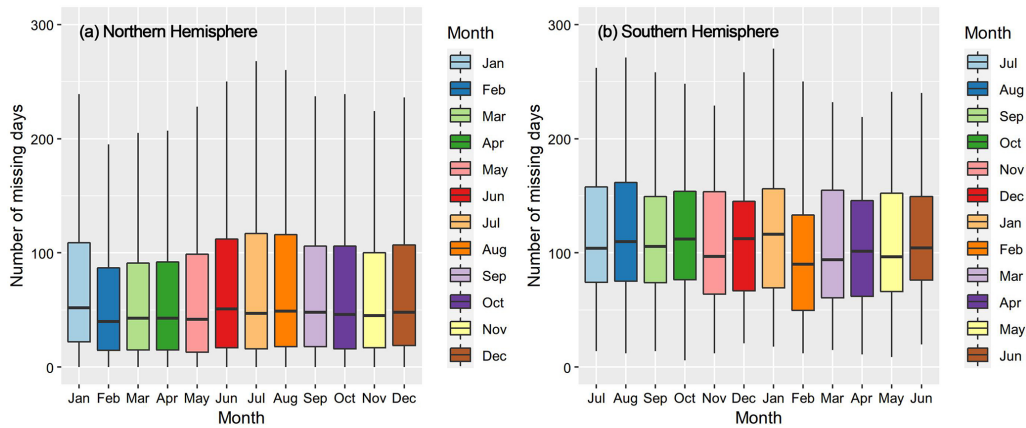 (a) Northern Hemisphere
Number of missing days
300
200
100
0
Jan Feb Mar Apr May Jun Jul Aug Sep Oct Nov Dec
Month
Month
Jan
Feb
Mar
Apr
May
Jun
Jul
Aug
Sep
Oct
Nov
Dec
(b) Southern Hemisphere
Number of missing days
300
200
100
0
Jul Aug Sep Oct Nov Dec Jan Feb Mar Apr May Jun
Month
Month
Jul
Aug
Sep
Oct
Nov
Dec
Jan
Feb
Mar
Apr
May
Jun